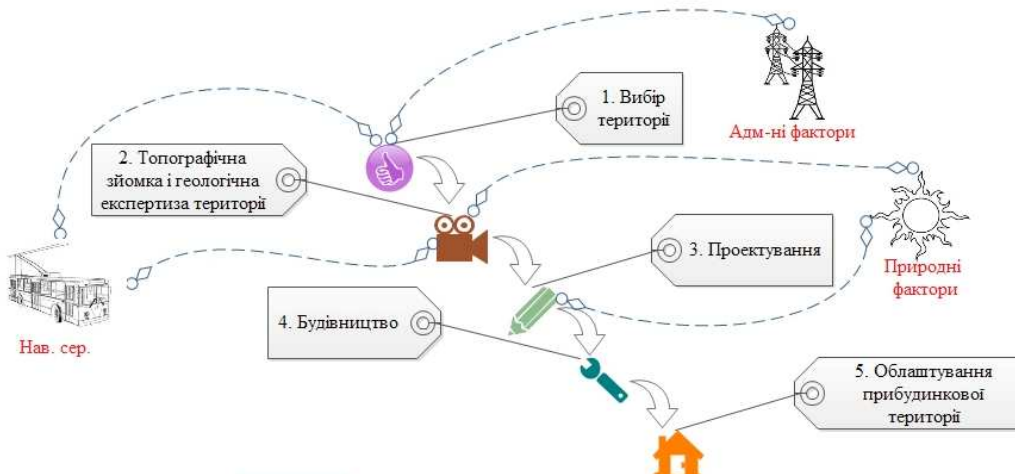 1. Вибір
території
Адм-ні фактори
2. Топографічна
зйомка і геологічна
експертиза території
3. Проектування
Природні
фактори
4. Будівництво
Нав. сер.
5. Облаштування
прибудинкової
території